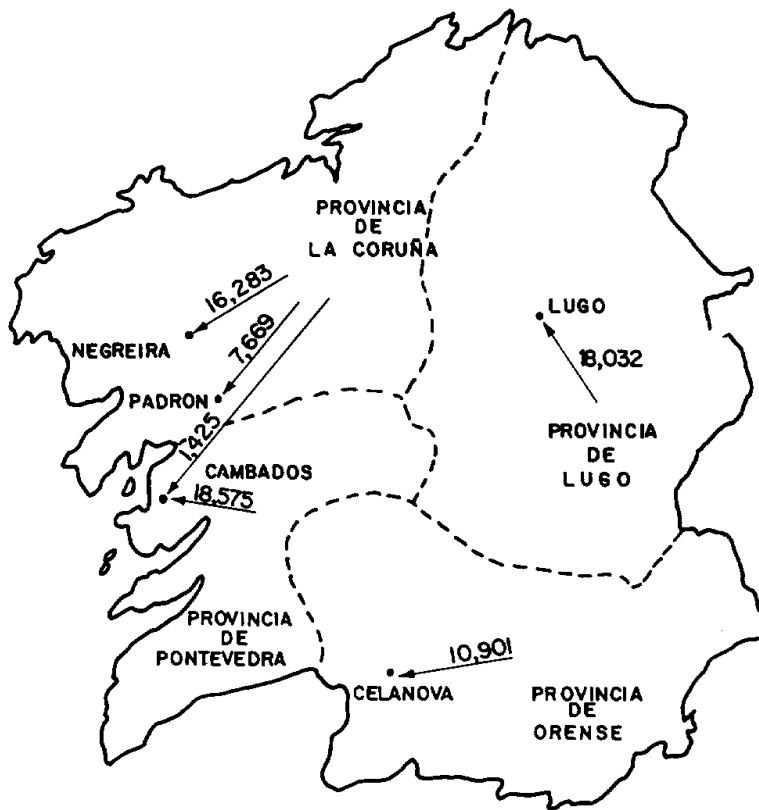 PROVINCIA
DE
LA CORUÑA
16,283
NEGREIRA
7,669
PADRON
1,425
CAMBADOS
18,575
LUGO
18,032
PROVINCIA
DE
LUGO
PROVINCIA
DE
PONTEVEDRA
10,901
CELANOVA
PROVINCIA
DE
ORENSE